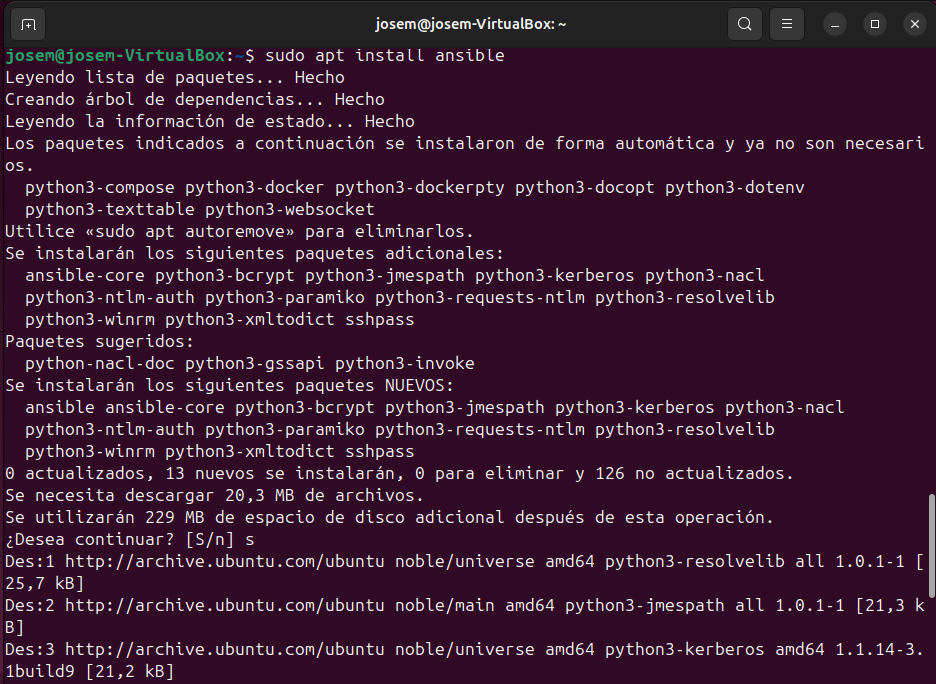 josem@josem-VirtualBox: ~
josem@josem-VirtualBox:~$ sudo apt install ansible
Leyendo lista de paquetes... Hecho
Creando árbol de dependencias... Hecho
Leyendo la información de estado... Hecho
Los paquetes indicados a continuación se instalaron de forma automática y ya no son necesari
os.
  python3-compose python3-docker python3-dockerpty python3-docopt python3-dotenv
  python3-texttable python3-websocket
Utilice «sudo apt autoremove» para eliminarlos.
Se instalarán los siguientes paquetes adicionales:
  ansible-core python3-bcrypt python3-jmespath python3-kerberos python3-nacl
  python3-ntlm-auth python3-paramiko python3-requests-ntlm python3-resolvelib
  python3-winrm python3-xmltodict sshpass
Paquetes sugeridos:
  python-nacl-doc python3-gssapi python3-invoke
Se instalarán los siguientes paquetes NUEVOS:
  ansible ansible-core python3-bcrypt python3-jmespath python3-kerberos python3-nacl
  python3-ntlm-auth python3-paramiko python3-requests-ntlm python3-resolvelib
  python3-winrm python3-xmltodict sshpass
0 actualizados, 13 nuevos se instalarán, 0 para eliminar y 126 no actualizados.
Se necesita descargar 20,3 MB de archivos.
Se utilizarán 229 MB de espacio de disco adicional después de esta operación.
¿Desea continuar? [S/n] s
Des:1 http://archive.ubuntu.com/ubuntu noble/universe amd64 python3-resolvelib all 1.0.1-1 [
25,7 kB]
Des:2 http://archive.ubuntu.com/ubuntu noble/main amd64 python3-jmespath all 1.0.1-1 [21,3 k
B]
Des:3 http://archive.ubuntu.com/ubuntu noble/universe amd64 python3-kerberos amd64 1.1.14-3.
1build9 [21,2 kB]